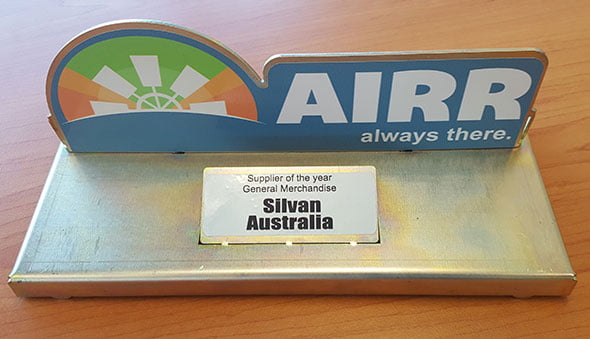 AIRR
always there.
Supplier of the year
General Merchandise
Silvan
Australia